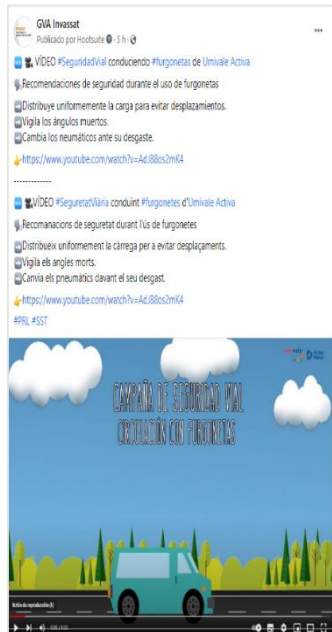 GVA Invassat
Publicado por Hootsuite · 5 h ·
VÍDEO #SeguridadVial conduciendo #furgonetas de Umivale Activa
Recomendaciones de seguridad durante el uso de furgonetas
Distribuye uniformemente la carga para evitar desplazamientos.
Vigila los ángulos muertos.
Cambia los neumáticos ante su desgaste.
https://www.youtube.com/watch?v=AdJ88os2mK4
-------------
VÍDEO #SeguretatViària conduint #furgonetes d'Umivale Activa
Recomanacions de seguretat durant l'ús de furgonetes
Distribueix uniformement la càrrega per a evitar desplaçaments.
Vigila els angles morts.
Canvia els pneumàtics davant el seu desgast.
https://www.youtube.com/watch?v=AdJ88os2mK4
#PRL #SST
CAMPAÑA DE SEGURIDAD VIAL
CIRCULACIÓN CON FURGONETAS